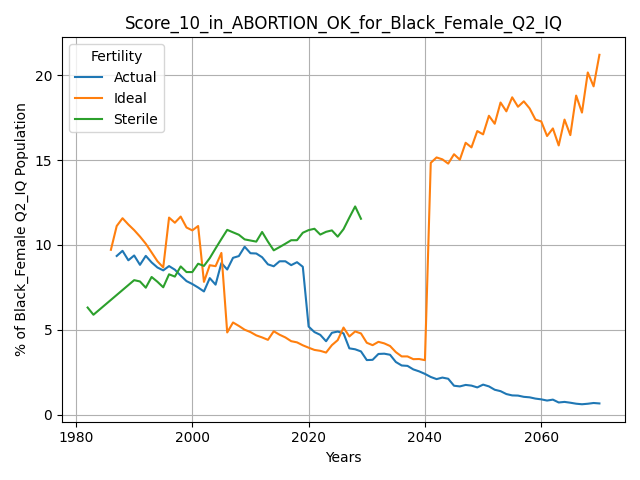 Score_10_in_ABORTION_OK_for_Black_Female_Q2_IQ
Fertility
Actual
Ideal
Sterile
% of Black_Female Q2_IQ Population
20
15
10
5
0
1980 2000 2020 2040 2060
Years